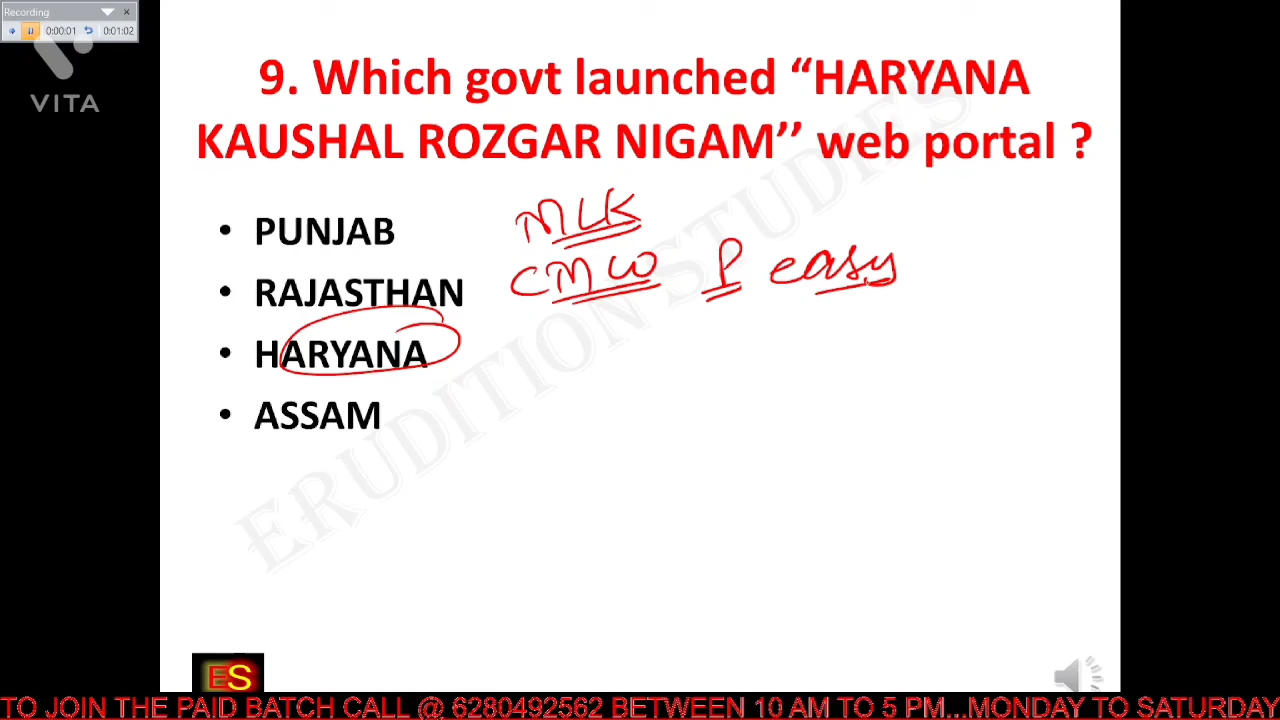 Recording
0:00:01 0:01:02
VITA
9. Which govt launched “HARYANA
KAUSHAL ROZGAR NIGAM’’ web portal ?
• PUNJAB
• RAJASTHAN
• HARYANA
• ASSAM
MLK
CMW P easy
ERUDITION STUDIES
ES
TO JOIN THE PAID BATCH CALL @ 6280492562 BETWEEN 10 AM TO 5 PM...MONDAY TO SATURDAY